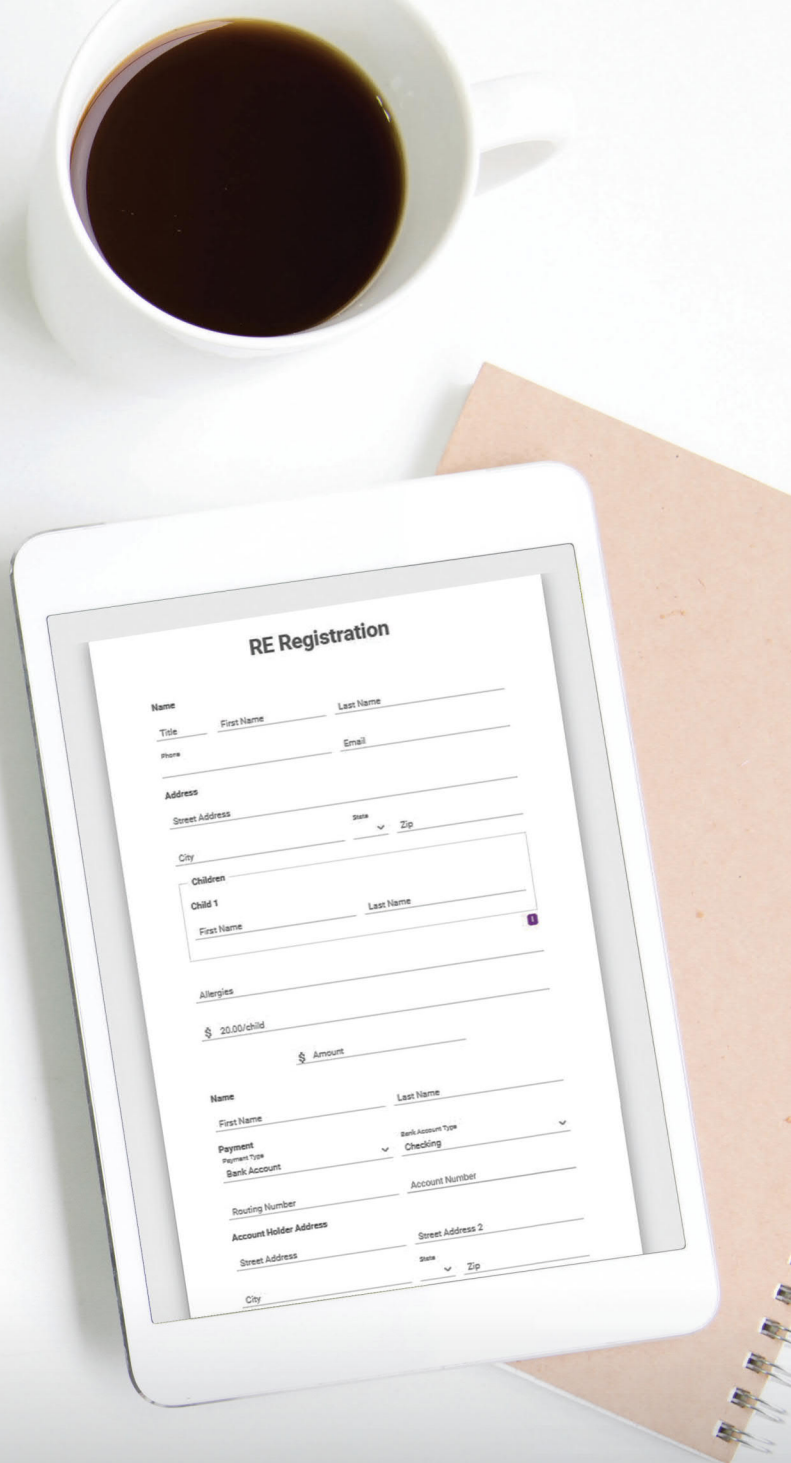 RE Registration
Name
Title First Name Last Name
Phone Email
Address
Street Address
City State Zip
Children
Child 1
First Name Last Name
Allergies
$ 20.00/child
$ Amount
Name
First Name Last Name
Payment
Payment Type Bank Account Type
Bank Account Checking
Routing Number Account Number
Account Holder Address
Street Address Street Address 2
City State Zip